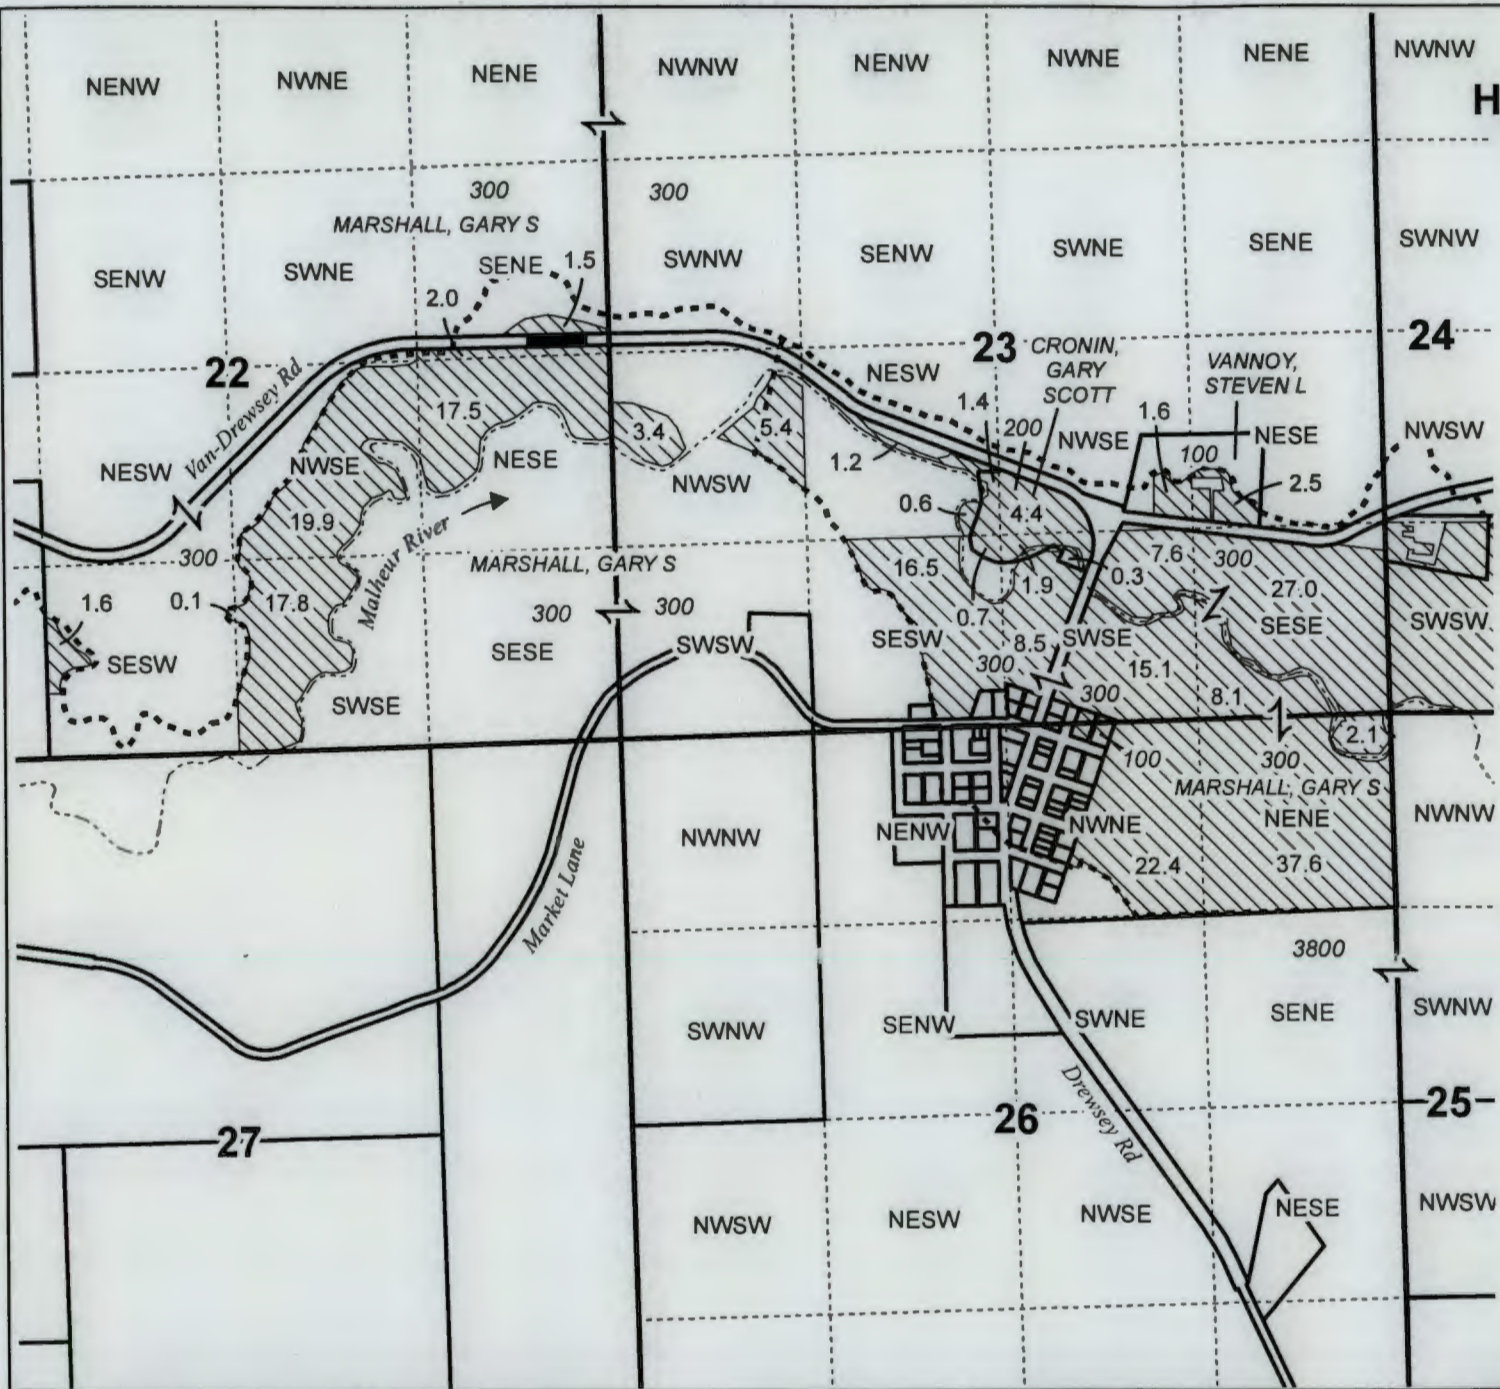 NENW
NWNE
NENE
NWNW
NENW
NWNE
NENE
NWNW
H
300
300
MARSHALL, GARY S
SENW
SWNE
SENE
1.5
SWNW
SENW
SWNE
SENE
SWNW
2.0
22
23
24
Van-Drewsey Rd
CRONIN,
GARY
SCOTT
VANNOY,
STEVEN L
NESW
17.5
3.4
5.4
1.4
200
1.6
NESW
NWSE
NESE
NWSW
1.2
NWSE
100
NESE
2.5
NWSW
19.9
0.6
4.4
300
Malheur River
MARSHALL, GARY S
16.5
1.9
0.3
7.6
300
27.0
1.6
0.1
17.8
300
300
0.7
SESW
SESE
SWSW
SESW
8.5
SWSE
SESE
SWSW
SWSE
300
15.1
300
8.1
2.1
100
300
MARSHALL, GARY S
NWNW
NENW
NWNE
NENE
NWNW
22.4
37.6
Market Lane
3800
SWNW
SENW
SWNE
SENE
SWNW
27
26
25
Drewsey Rd
NWSW
NESW
NWSE
NESE
NWSW